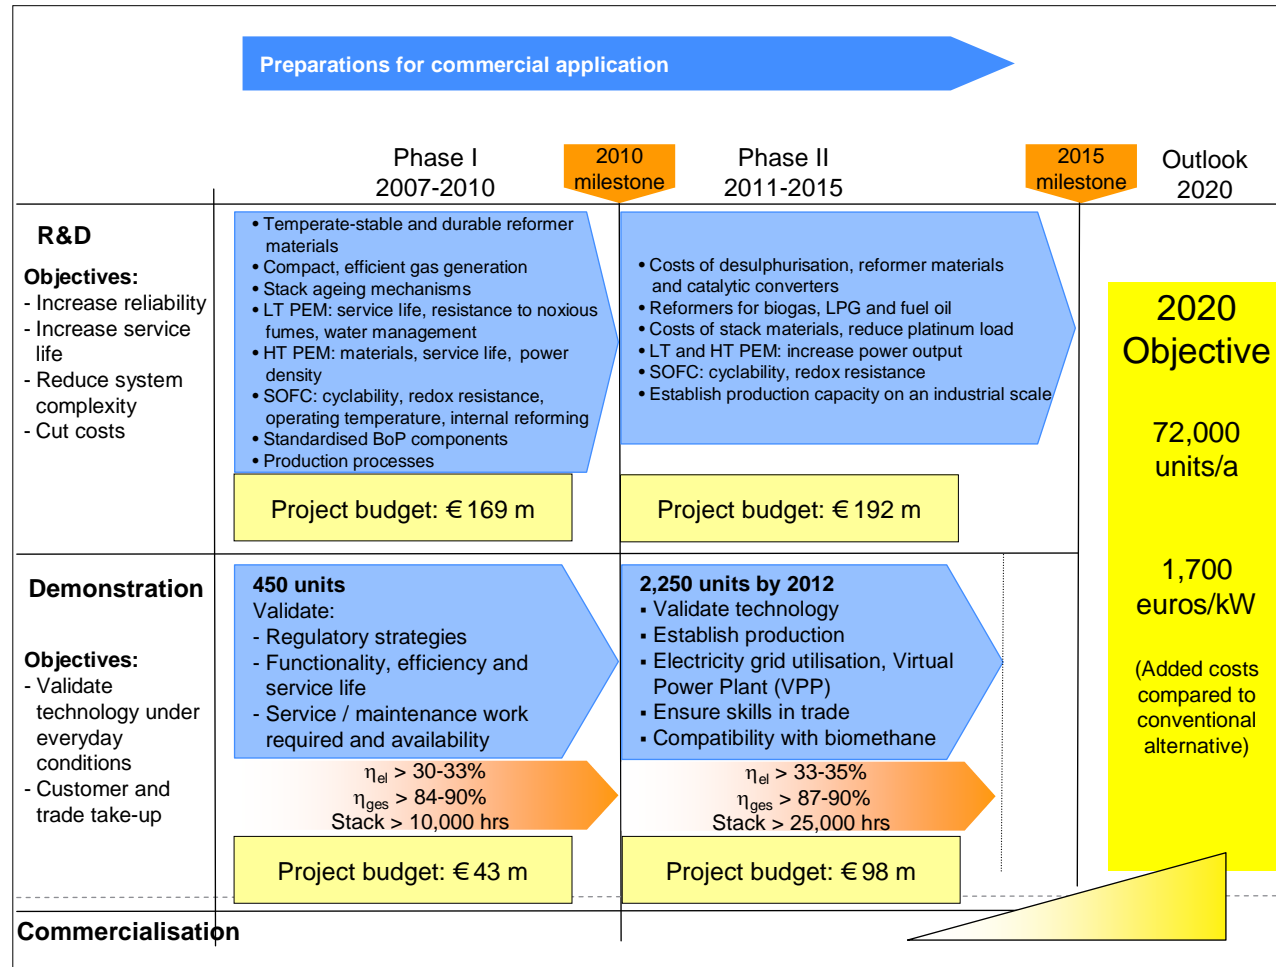 Preparations for commercial application
Phase I
2007-2010
2010
milestone
Phase II
2011-2015
2015
milestone
Outlook
2020
R&D
Objectives:
- Increase reliability
- Increase service
life
- Reduce system
complexity
- Cut costs
• Temperate-stable and durable reformer
materials
• Compact, efficient gas generation
• Stack ageing mechanisms
• LT PEM: service life, resistance to noxious
fumes, water management
• HT PEM: materials, service life, power
density
• SOFC: cyclability, redox resistance,
operating temperature, internal reforming
• Standardised BoP components
• Production processes
Project budget: € 169 m
• Costs of desulphurisation, reformer materials
and catalytic converters
• Reformers for biogas, LPG and fuel oil
• Costs of stack materials, reduce platinum load
• LT and HT PEM: increase power output
• SOFC: cyclability, redox resistance
• Establish production capacity on an industrial scale
Project budget: € 192 m
2020
Objective
72,000
units/a
1,700
euros/kW
(Added costs
compared to
conventional
alternative)
Demonstration
Objectives:
- Validate
technology under
everyday
conditions
- Customer and
trade take-up
450 units
Validate:
- Regulatory strategies
- Functionality, efficiency and
service life
- Service / maintenance work
required and availability
ηel > 30-33%
ηges > 84-90%
Stack > 10,000 hrs
Project budget: € 43 m
2,250 units by 2012
▪ Validate technology
▪ Establish production
▪ Electricity grid utilisation, Virtual
Power Plant (VPP)
▪ Ensure skills in trade
▪ Compatibility with biomethane
ηel > 33-35%
ηges > 87-90%
Stack > 25,000 hrs
Project budget: € 98 m
Commercialisation